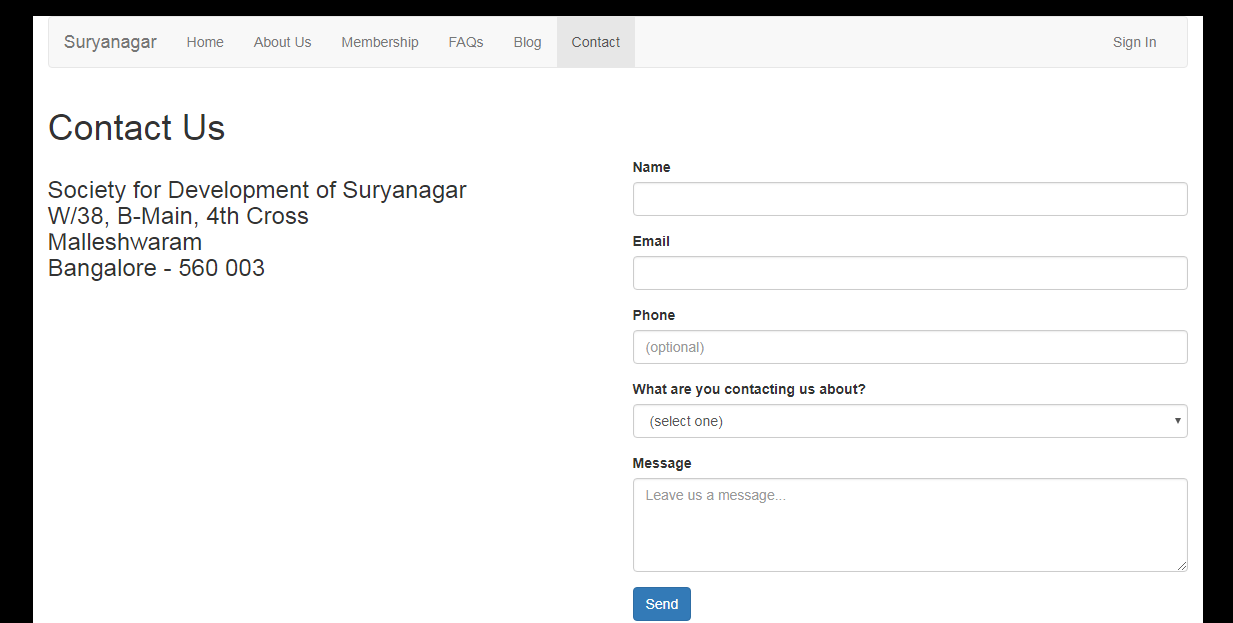 Suryanagar Home About Us Membership FAQs Blog Contact Sign In
Contact Us
Society for Development of Suryanagar
W/38, B-Main, 4th Cross
Malleshwaram
Bangalore - 560 003
Name
Email
Phone
(optional)
What are you contacting us about?
(select one)
Message
Leave us a message...
Send